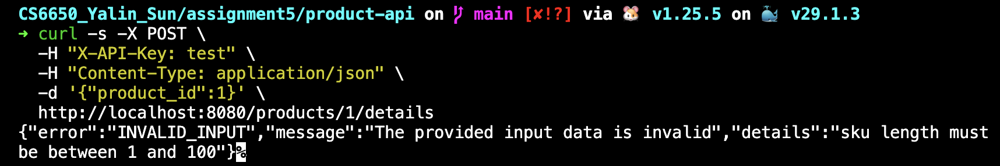 CS6650_Yalin_Sun/assignment5/product-api on main [✘!?] via 🐹 v1.25.5 on 🐳 v29.1.3
➜ curl -s -X POST \
-H "X-API-Key: test" \
-H "Content-Type: application/json" \
-d '{"product_id":1}' \
http://localhost:8080/products/1/details
{"error":"INVALID_INPUT","message":"The provided input data is invalid","details":"sku length must
be between 1 and 100"}%